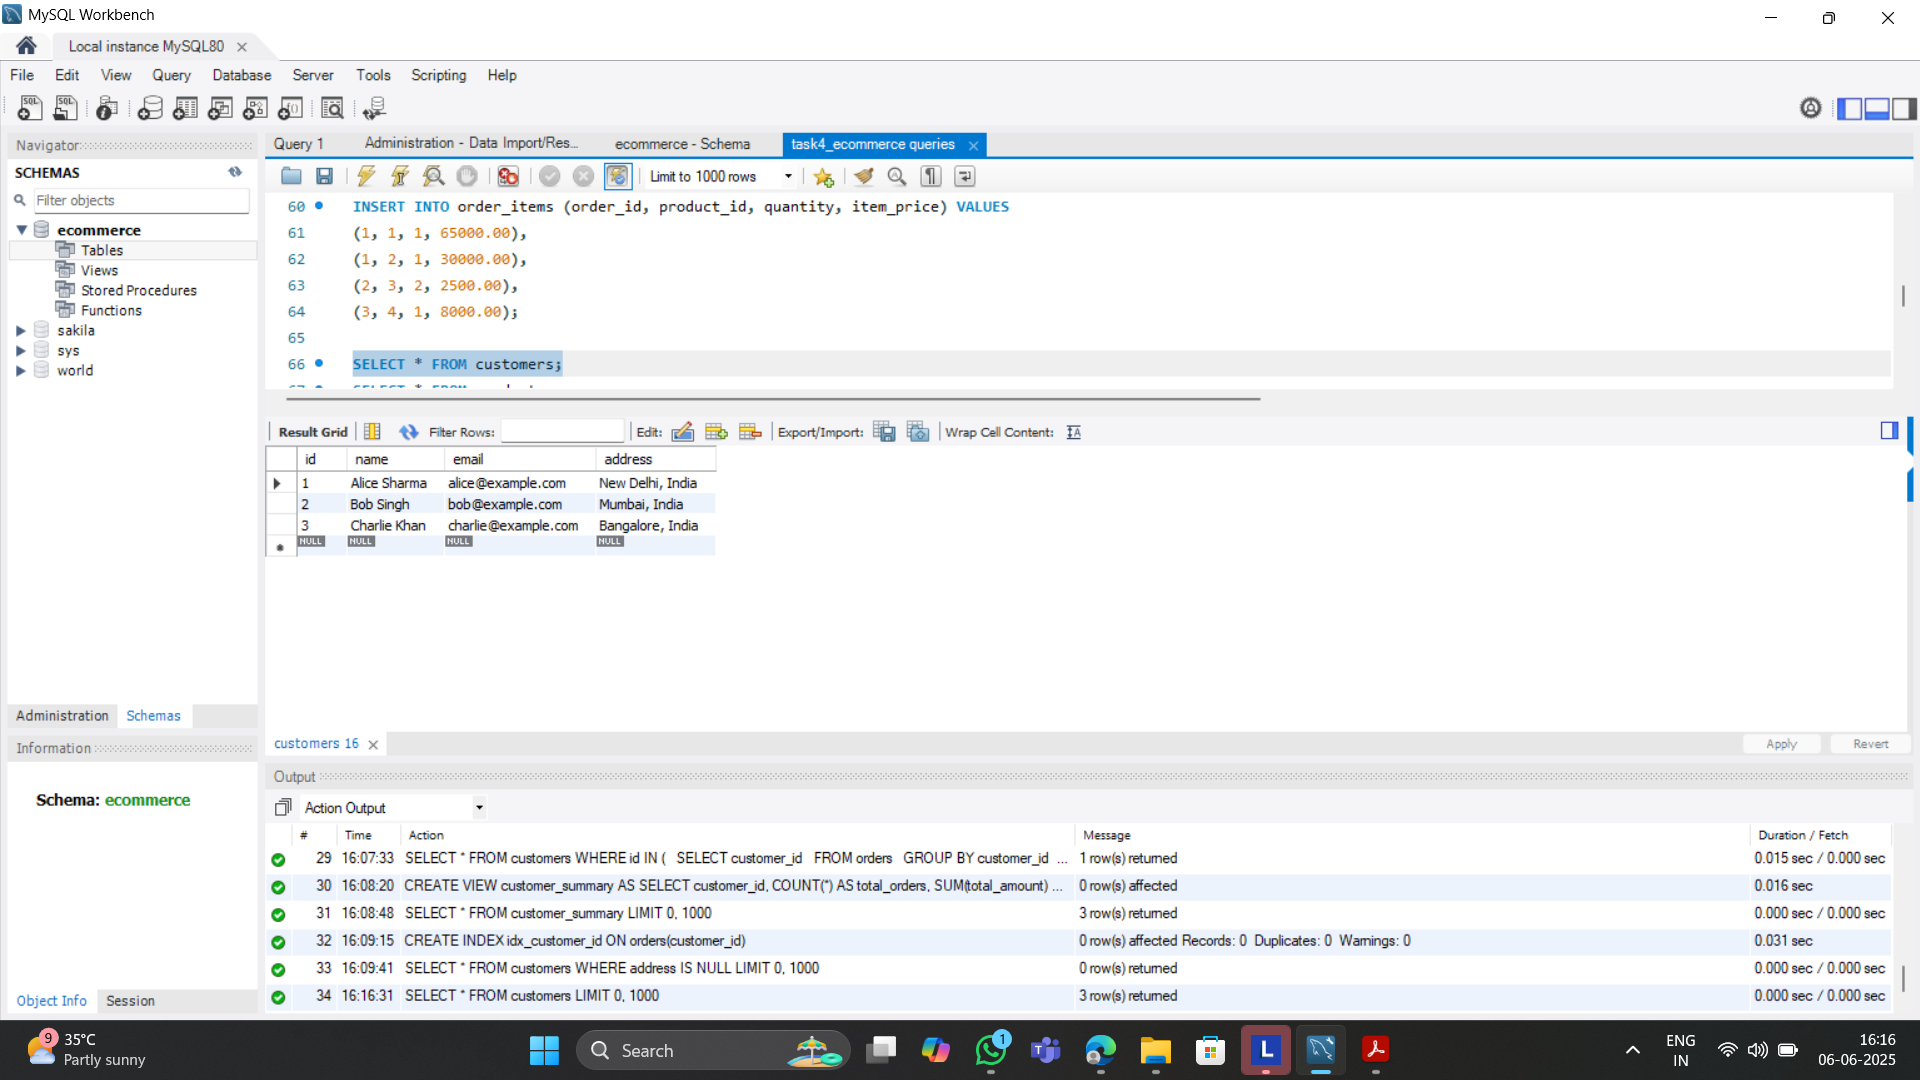 MySQL Workbench
Local instance MySQL80
File Edit View Query Database Server Tools Scripting Help
Navigator
SCHEMAS
Filter objects
ecommerce
Tables
Views
Stored Procedures
Functions
sakila
sys
world
Administration Schemas
Information
Schema: ecommerce
Object Info Session
Query 1 Administration - Data Import/Res... ecommerce - Schema task4_ecommerce queries
Limit to 1000 rows
60 INSERT INTO order_items (order_id, product_id, quantity, item_price) VALUES
61 (1, 1, 1, 65000.00),
62 (1, 2, 1, 30000.00),
63 (2, 3, 2, 2500.00),
64 (3, 4, 1, 8000.00);
65
66 SELECT * FROM customers;
Result Grid Filter Rows: Edit: Export/Import: Wrap Cell Content:
id name email address
1 Alice Sharma alice@example.com New Delhi, India
2 Bob Singh bob@example.com Mumbai, India
3 Charlie Khan charlie@example.com Bangalore, India
NULL NULL NULL NULL
customers 16
Apply Revert
Output
Action Output
# Time Action Message Duration / Fetch
29 16:07:33 SELECT * FROM customers WHERE id IN ( SELECT customer_id FROM orders GROUP BY customer_id ... 1 row(s) returned 0.015 sec / 0.000 sec
30 16:08:20 CREATE VIEW customer_summary AS SELECT customer_id, COUNT(*) AS total_orders, SUM(total_amount) ... 0 row(s) affected 0.016 sec
31 16:08:48 SELECT * FROM customer_summary LIMIT 0, 1000 3 row(s) returned 0.000 sec / 0.000 sec
32 16:09:15 CREATE INDEX idx_customer_id ON orders(customer_id) 0 row(s) affected Records: 0 Duplicates: 0 Warnings: 0 0.031 sec
33 16:09:41 SELECT * FROM customers WHERE address IS NULL LIMIT 0, 1000 0 row(s) returned 0.000 sec / 0.000 sec
34 16:16:31 SELECT * FROM customers LIMIT 0, 1000 3 row(s) returned 0.000 sec / 0.000 sec
9
35°C
Partly sunny
Search
1
L
ENG
IN
16:16
06-06-2025